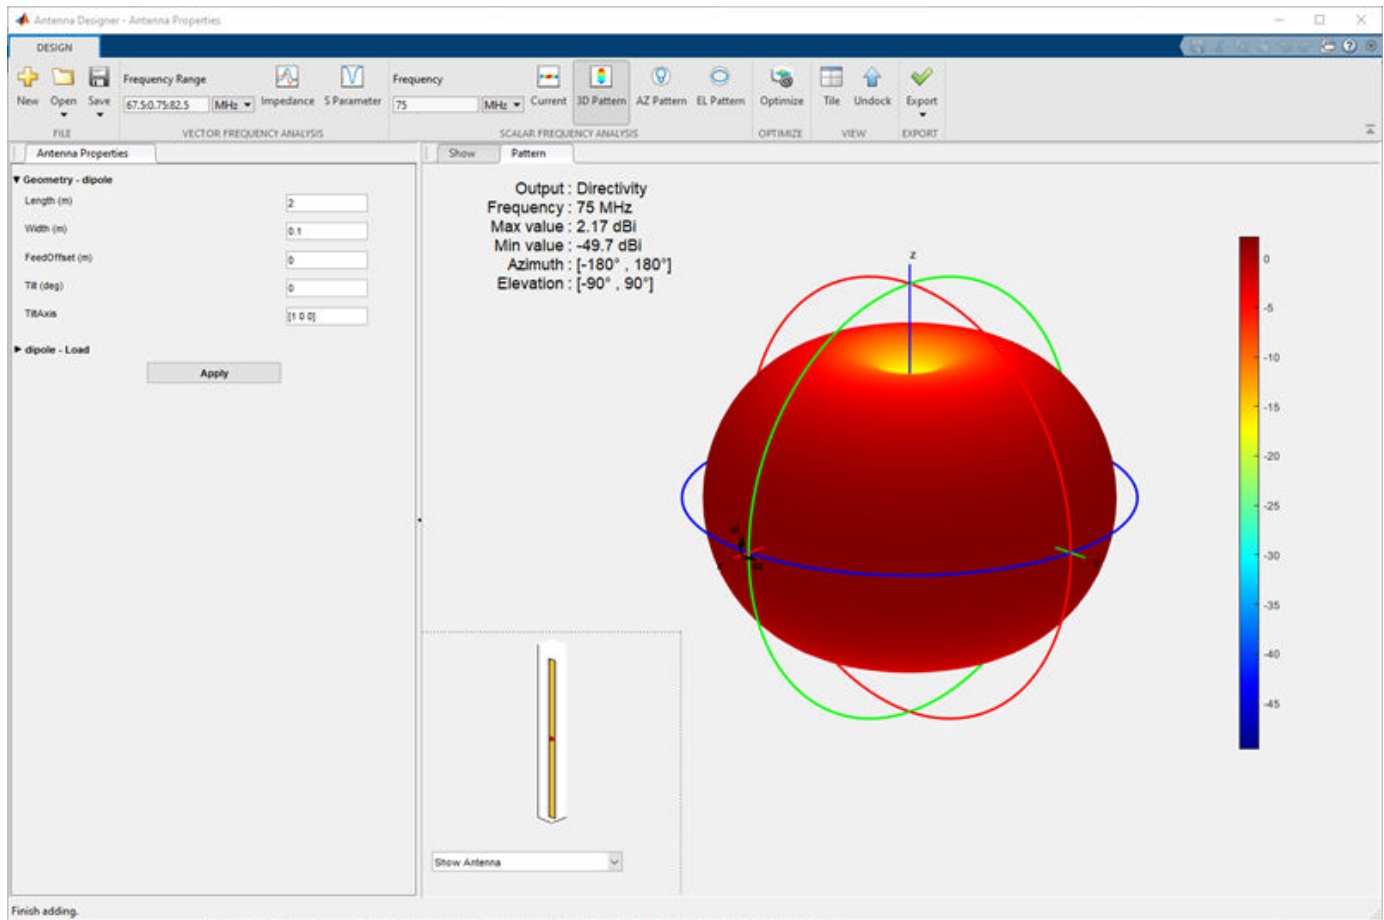 Antenna Designer - Antenna Properties
DESIGN
New Open Save
FILE
Frequency Range
67.5:0.75:82.5 MHz Impedance S Parameter
VECTOR FREQUENCY ANALYSIS
Frequency
75 MHz Current 3D Pattern AZ Pattern EL Pattern
SCALAR FREQUENCY ANALYSIS
Optimize
OPTIMIZE
Tile Undock
VIEW
Export
EXPORT
Antenna Properties
Geometry - dipole
Length (m) 2
Width (m) 0.1
FeedOffset (m) 0
Tilt (deg) 0
TiltAxis [1 0 0]
dipole - Load
Apply
Show Pattern
Output : Directivity
Frequency : 75 MHz
Max value : 2.17 dBi
Min value : -49.7 dBi
Azimuth : [-180° , 180°]
Elevation : [-90° , 90°]
z
0
-5
-10
-15
-20
-25
-30
-35
-40
-45
Show Antenna
Finish adding.